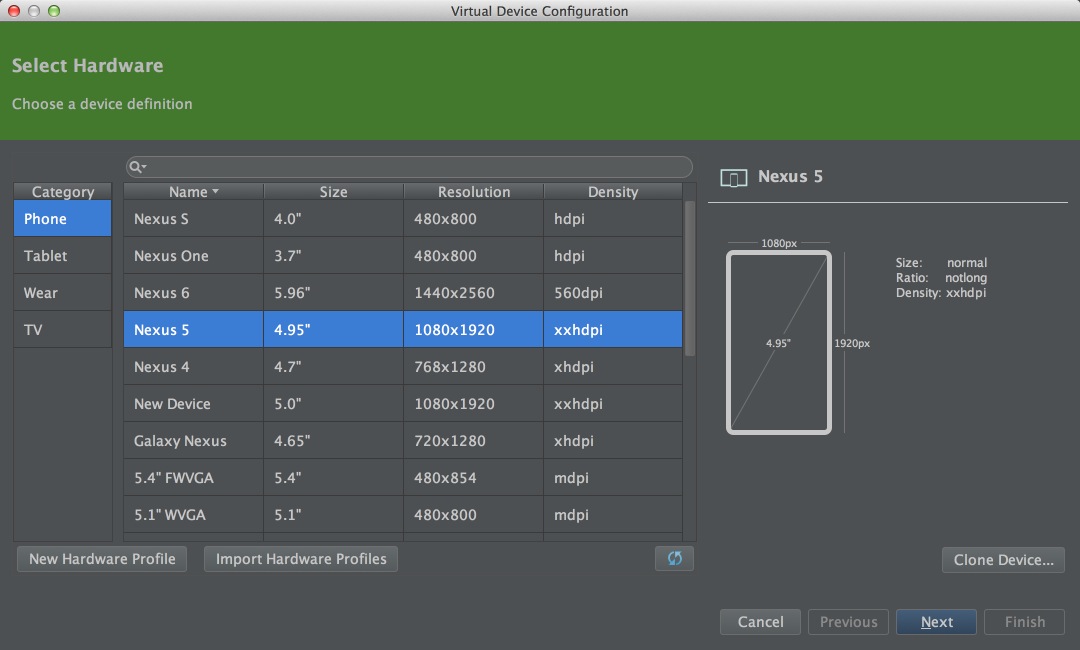 Virtual Device Configuration
Select Hardware
Choose a device definition
Category
Phone
Tablet
Wear
TV
Name Size Resolution Density
Nexus S 4.0" 480x800 hdpi
Nexus One 3.7" 480x800 hdpi
Nexus 6 5.96" 1440x2560 560dpi
Nexus 5 4.95" 1080x1920 xxhdpi
Nexus 4 4.7" 768x1280 xhdpi
New Device 5.0" 1080x1920 xxhdpi
Galaxy Nexus 4.65" 720x1280 xhdpi
5.4" FWVGA 5.4" 480x854 mdpi
5.1" WVGA 5.1" 480x800 mdpi
Nexus 5
1080px
4.95"
1920px
Size: normal
Ratio: notlong
Density: xxhdpi
New Hardware Profile
Import Hardware Profiles
Clone Device...
Cancel
Previous
Next
Finish